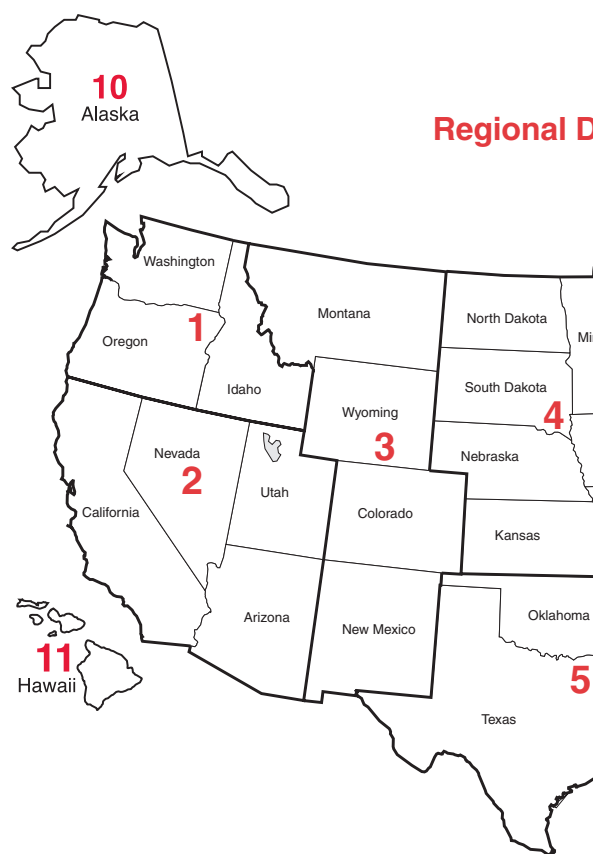 10
Alaska
Regional D
Washington
Montana
North Dakota
1
Oregon
South Dakota
Idaho
Wyoming
4
3
Nevada
Nebraska
2
Utah
California
Colorado
Kansas
Arizona
New Mexico
Oklahoma
11
Hawaii
5
Texas